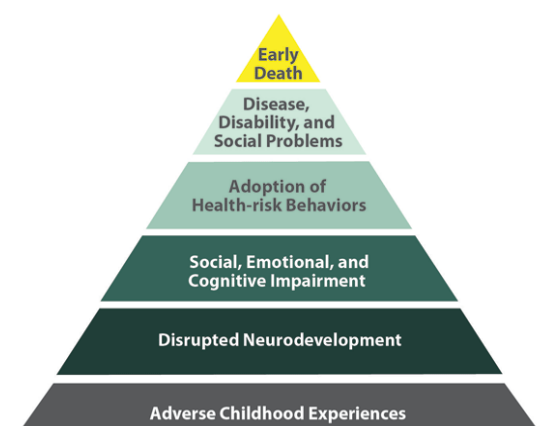 Early
Death
Disease,
Disability, and
Social Problems
Adoption of
Health-risk Behaviors
Social, Emotional, and
Cognitive Impairment
Disrupted Neurodevelopment
Adverse Childhood Experiences